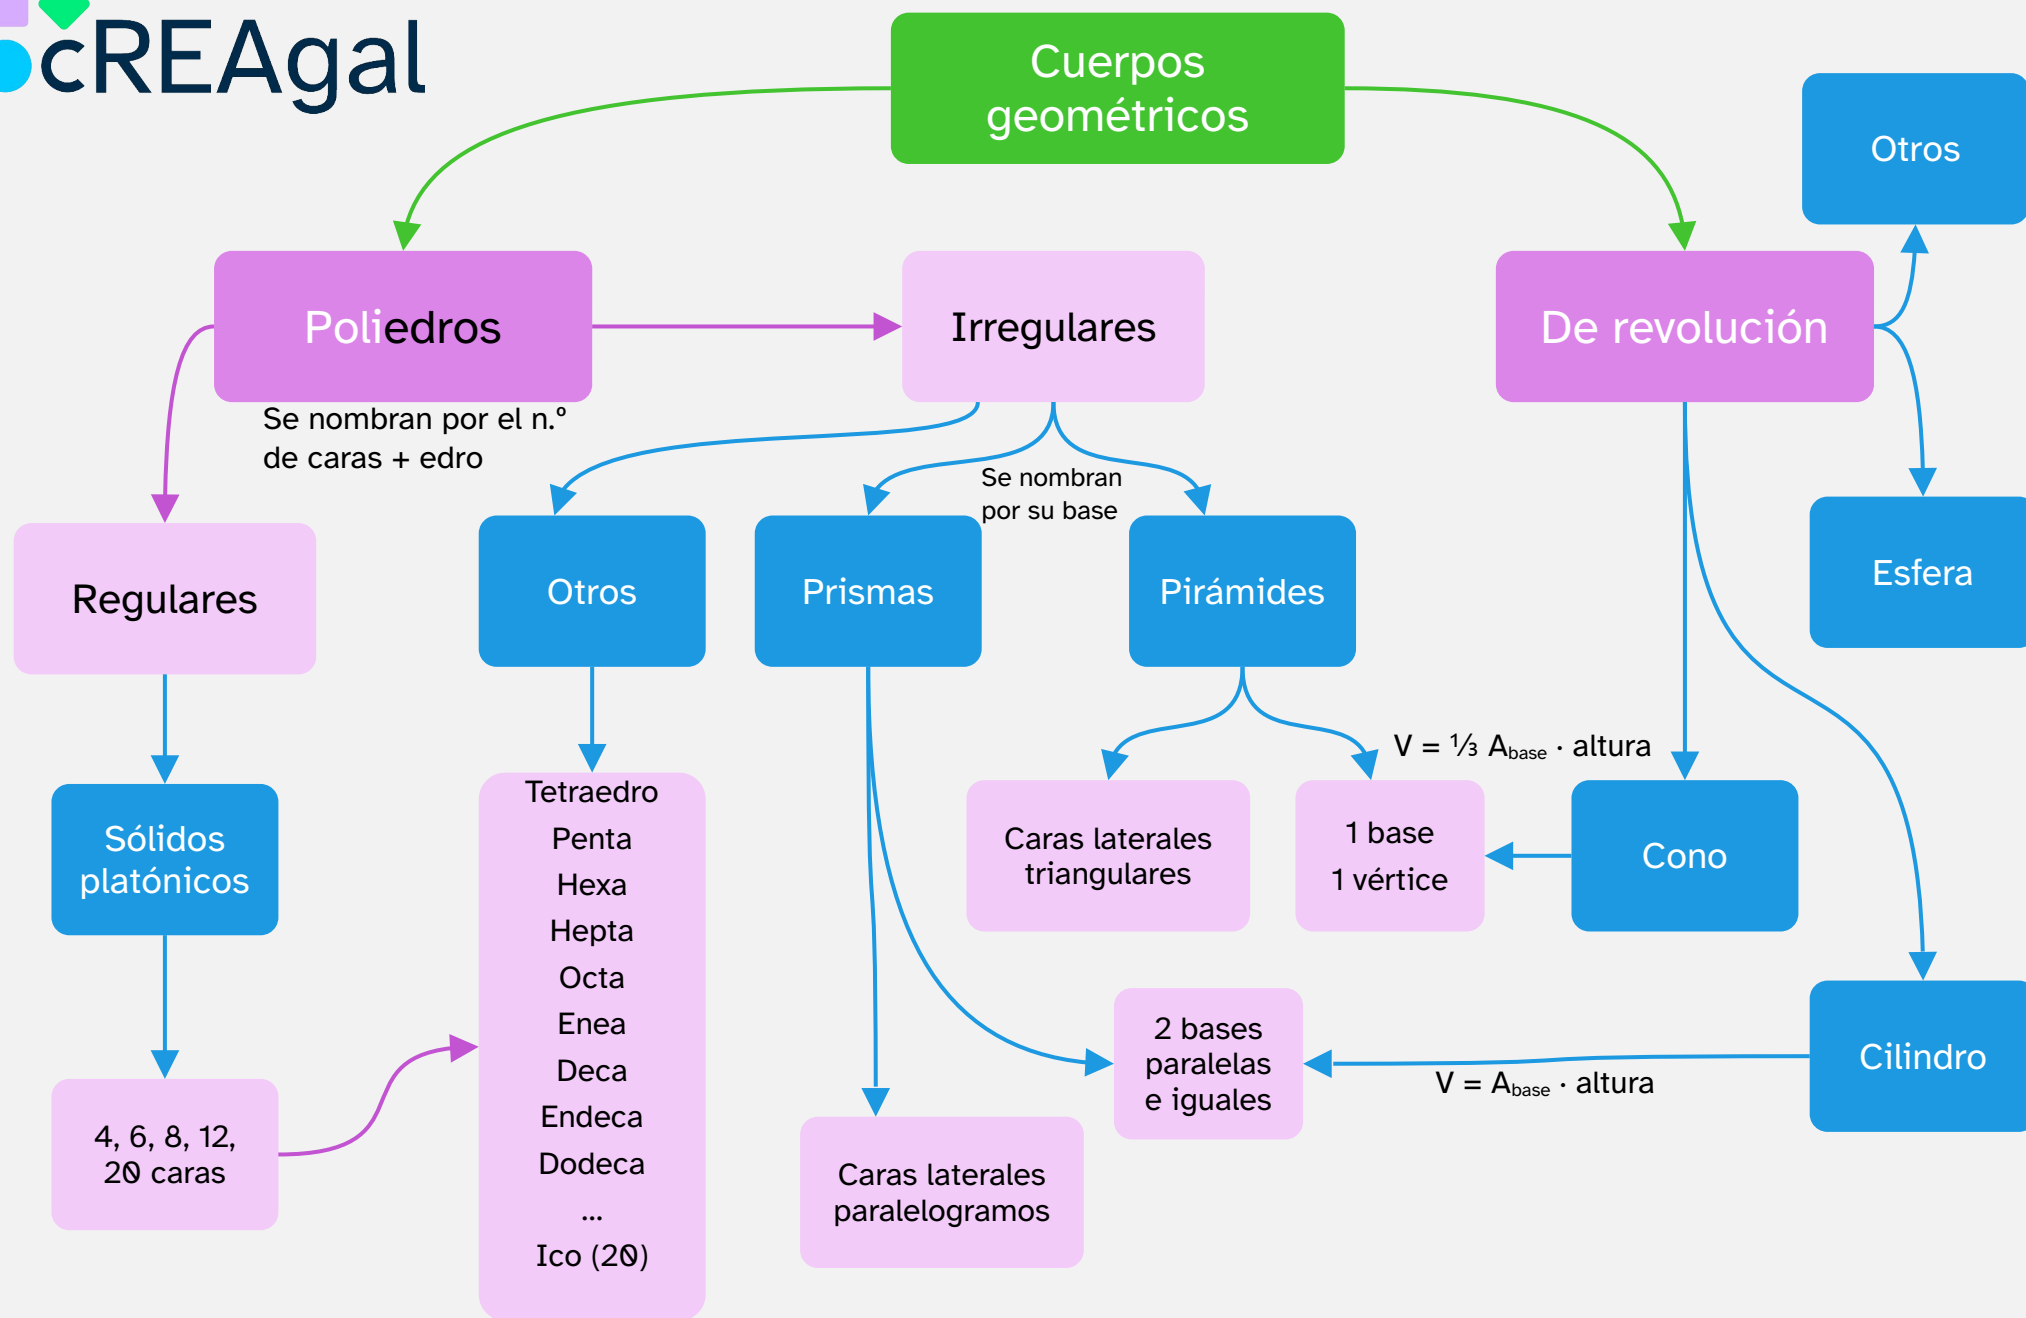 cREAgal
Cuerpos
geométricos
Otros
Poliedros
Irregulares
De revolución
Se nombran por el n.º
de caras + edro
Se nombran
por su base
Regulares
Otros
Prismas
Pirámides
Esfera
V = ⅓ Abase · altura
Sólidos
platónicos
Tetraedro
Penta
Hexa
Hepta
Octa
Enea
Deca
Endeca
Dodeca
...
Ico (20)
Caras laterales
triangulares
1 base
1 vértice
Cono
2 bases
paralelas
e iguales
Cilindro
V = Abase · altura
4, 6, 8, 12,
20 caras
Caras laterales
paralelogramos